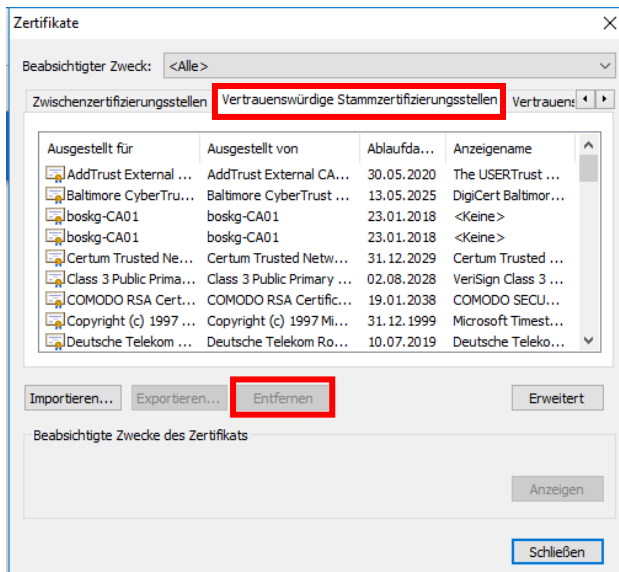 Zertifikate
Beabsichtigter Zweck: <Alle>
Zwischenzertifizierungsstellen Vertrauenswürdige Stammzertifizierungsstellen Vertrauens
Ausgestellt für Ausgestellt von Ablaufda... Anzeigename
AddTrust External ... AddTrust External CA... 30.05.2020 The USERTrust ...
Baltimore CyberTru... Baltimore CyberTrust ... 13.05.2025 DigiCert Baltimor...
boskg-CA01 boskg-CA01 23.01.2018 <Keine>
boskg-CA01 boskg-CA01 23.01.2018 <Keine>
Certum Trusted Ne... Certum Trusted Netw... 31.12.2029 Certum Trusted ...
Class 3 Public Prima... Class 3 Public Primary ... 02.08.2028 VeriSign Class 3 ...
COMODO RSA Cert... COMODO RSA Certific... 19.01.2038 COMODO SECU...
Copyright (c) 1997 ... Copyright (c) 1997 Mi... 31.12.1999 Microsoft Timest...
Deutsche Telekom ... Deutsche Telekom Ro... 10.07.2019 Deutsche Teleko...
Importieren... Exportieren... Entfernen Erweitert
Beabsichtigte Zwecke des Zertifikats
Anzeigen
Schließen